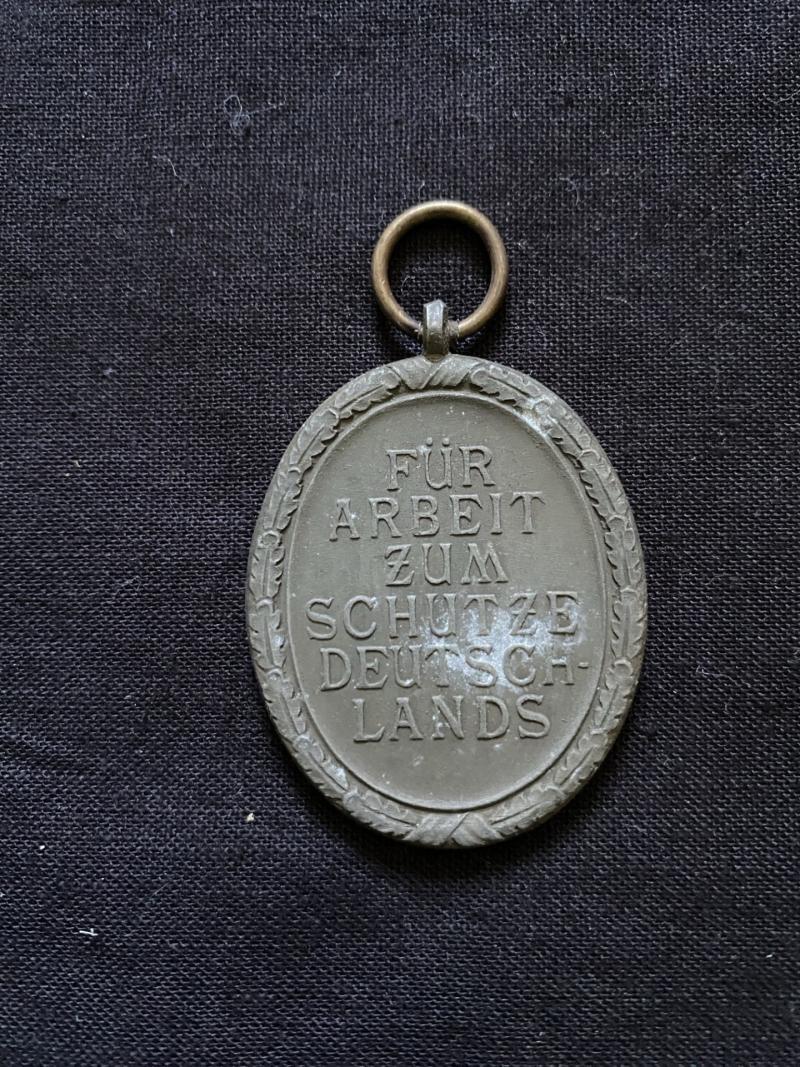 FÜR
ARBEIT
ZUM
SCHUTZE
DEUTSCH-
LANDS